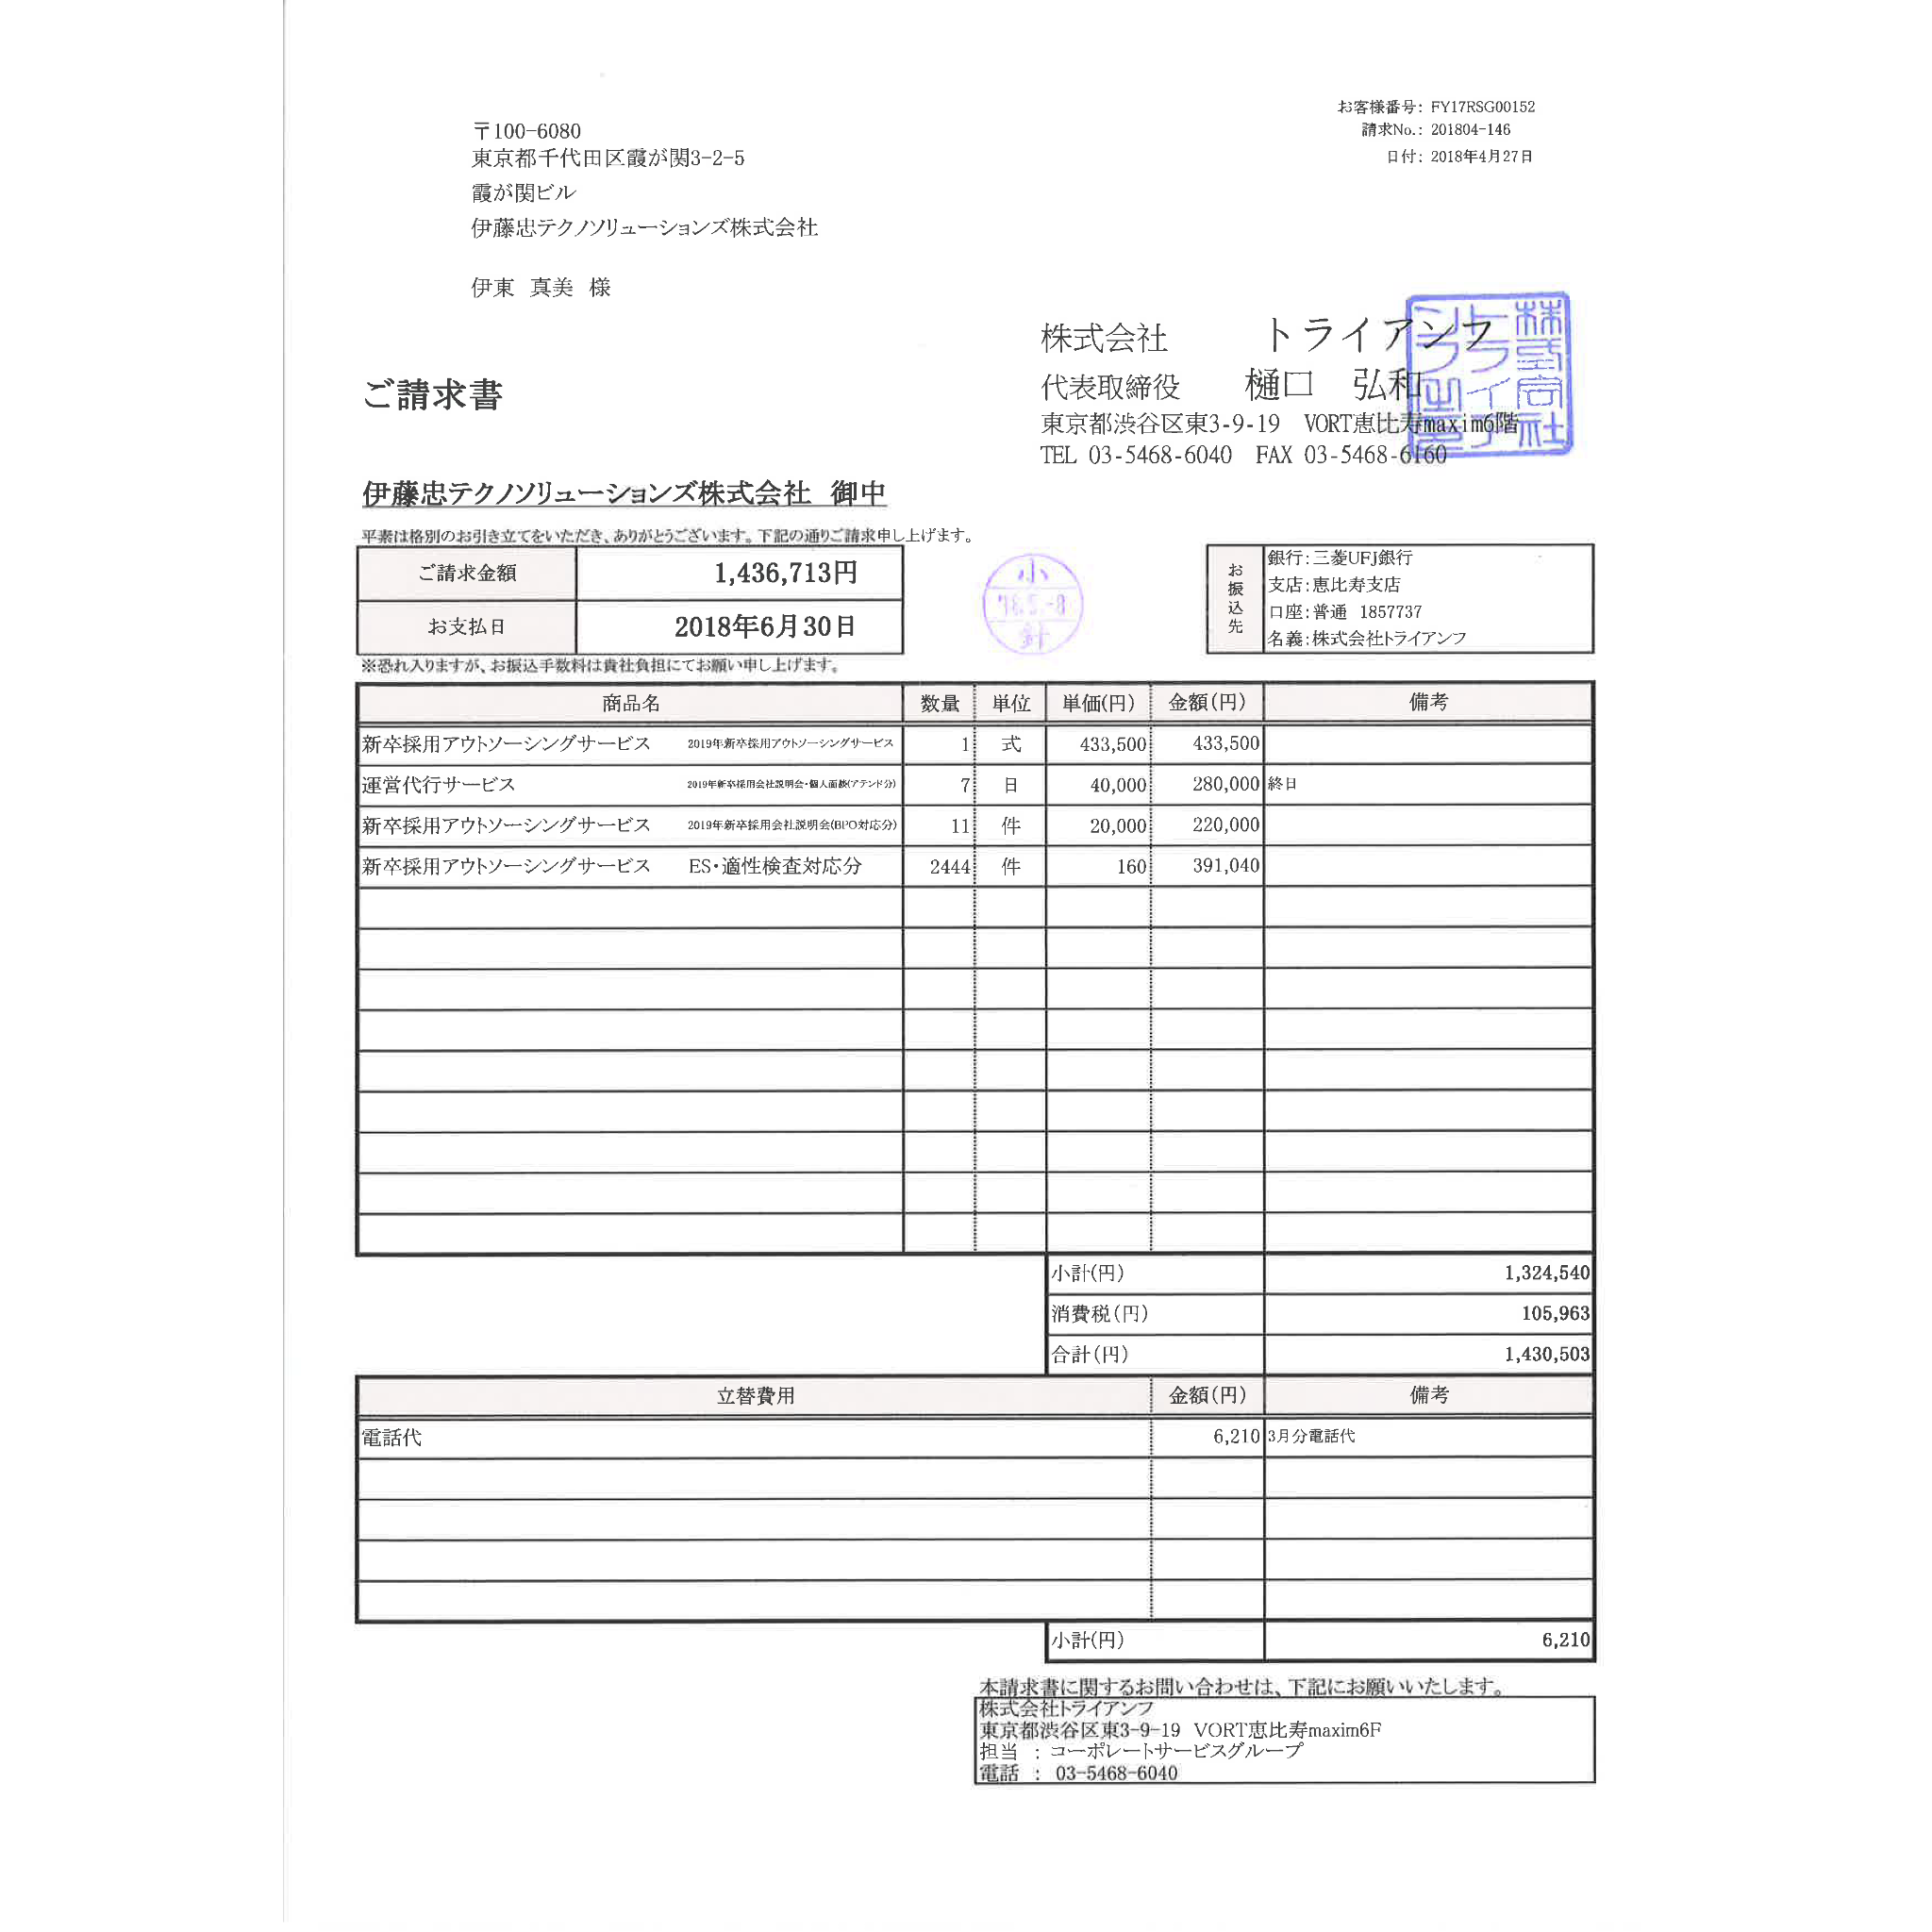 お客様番号: FY17RSG00152
請求No.: 201804-146
日付: 2018年4月27日
〒100-6080
東京都千代田区霞が関3-2-5
霞が関ビル
伊藤忠テクノソリューションズ株式会社
伊東 真美 様
株式会社 トライアンフ
代表取締役 樋口 弘和
東京都渋谷区東3-9-19 VORT恵比寿maxim6階
TEL 03-5468-6040 FAX 03-5468-6160
株式会社トライアンフ之印
ご請求書
伊藤忠テクノソリューションズ株式会社 御中
平素は格別のお引き立てをいただき、ありがとうございます。下記の通りご請求申し上げます。
ご請求金額 1,436,713円
お支払日 2018年6月30日
小
'18.5.-8
針
お振込先
銀行:三菱UFJ銀行
支店:恵比寿支店
口座:普通 1857737
名義:株式会社トライアンフ
※恐れ入りますが、お振込手数料は貴社負担にてお願い申し上げます。
商品名 数量 単位 単価(円) 金額(円) 備考
新卒採用アウトソーシングサービス 2019年新卒採用アウトソーシングサービス 1 式 433,500 433,500
運営代行サービス 2019年新卒採用会社説明会・個人面談(アテンド分) 7 日 40,000 280,000 終日
新卒採用アウトソーシングサービス 2019年新卒採用会社説明会(BPO対応分) 11 件 20,000 220,000
新卒採用アウトソーシングサービス ES・適性検査対応分 2444 件 160 391,040
小計(円) 1,324,540
消費税(円) 105,963
合計(円) 1,430,503
立替費用 金額(円) 備考
電話代 6,210 3月分電話代
小計(円) 6,210
本請求書に関するお問い合わせは、下記にお願いいたします。
株式会社トライアンフ
東京都渋谷区東3-9-19 VORT恵比寿maxim6F
担当 : コーポレートサービスグループ
電話 : 03-5468-6040